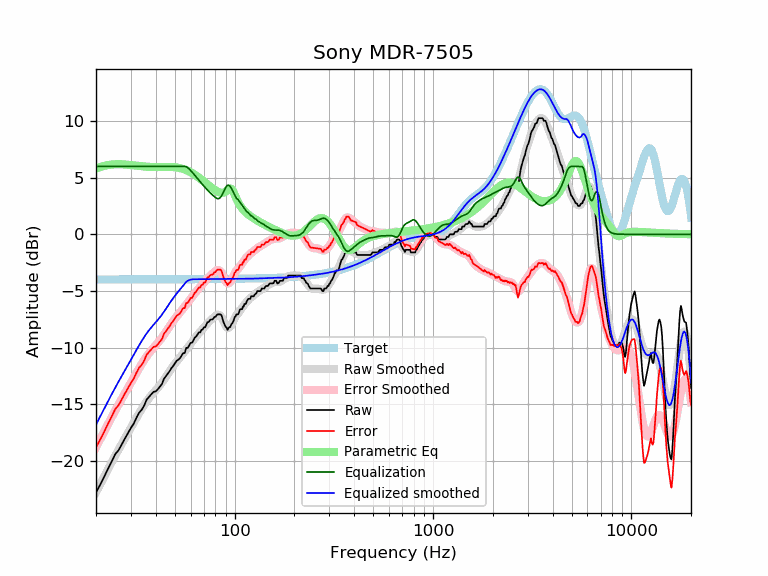 Sony MDR-7505
Amplitude (dBr)
10
5
0
−5
−10
−15
−20
Target
Raw Smoothed
Error Smoothed
Raw
Error
Parametric Eq
Equalization
Equalized smoothed
100
1000
10000
Frequency (Hz)